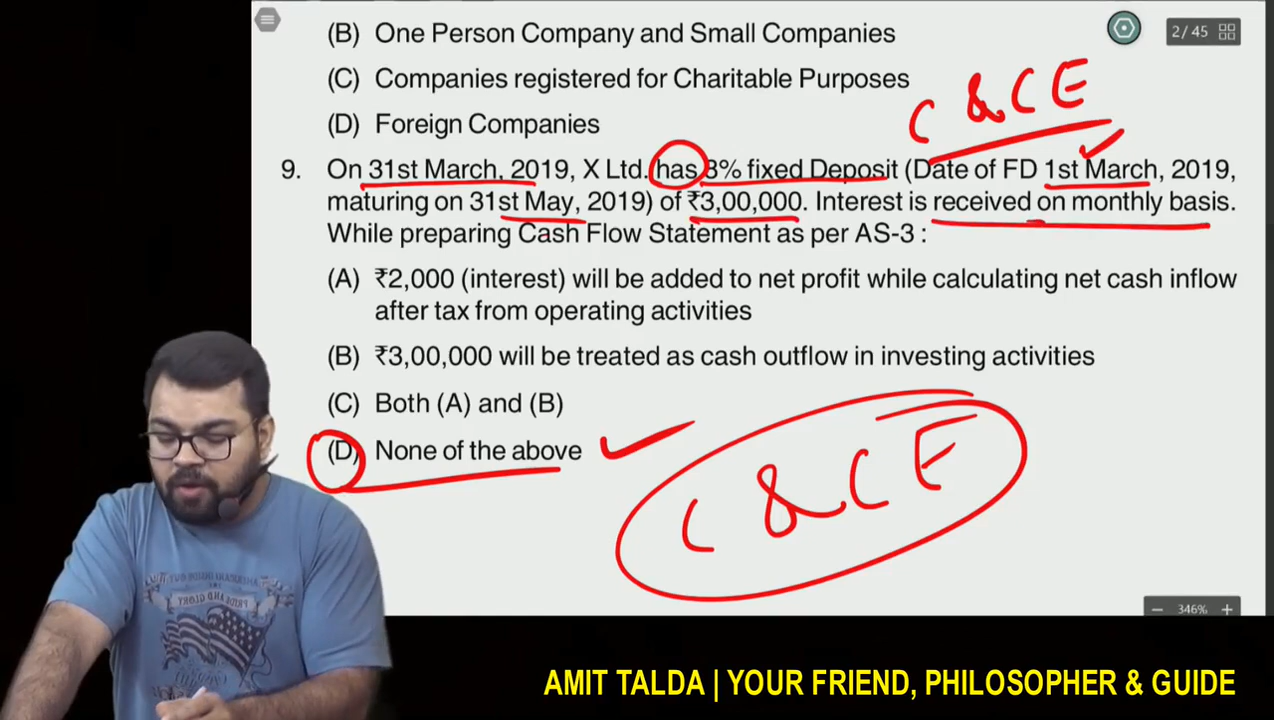 (B) One Person Company and Small Companies
2/45
(C) Companies registered for Charitable Purposes
C & C E
(D) Foreign Companies
9. On 31st March, 2019, X Ltd. has 8% fixed Deposit (Date of FD 1st March, 2019,
maturing on 31st May, 2019) of ₹3,00,000. Interest is received on monthly basis.
While preparing Cash Flow Statement as per AS-3 :
(A) ₹2,000 (interest) will be added to net profit while calculating net cash inflow
after tax from operating activities
(B) ₹3,00,000 will be treated as cash outflow in investing activities
(C) Both (A) and (B)
(D) None of the above
C & C E
346%
AMIT TALDA | YOUR FRIEND, PHILOSOPHER & GUIDE